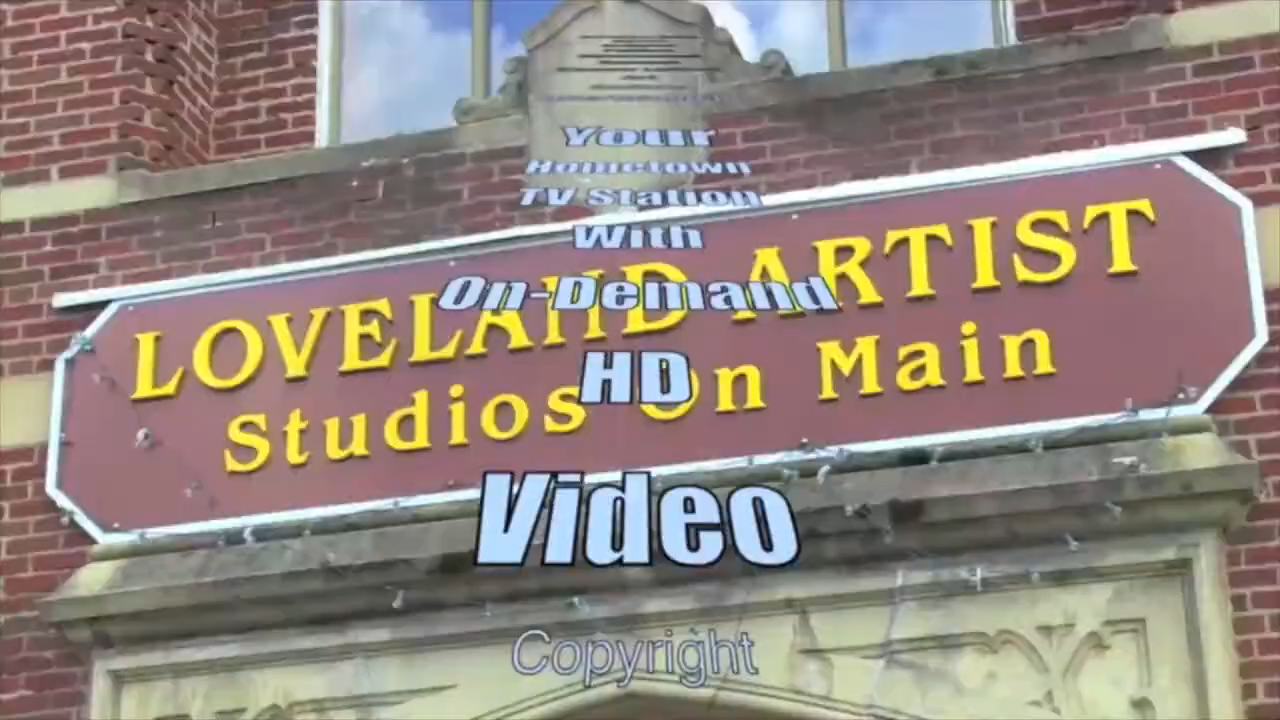 Your
Hometown
TV Station
With
On-Demand
HD
Video
LOVELAND ARTIST
Studios On Main
Copyright